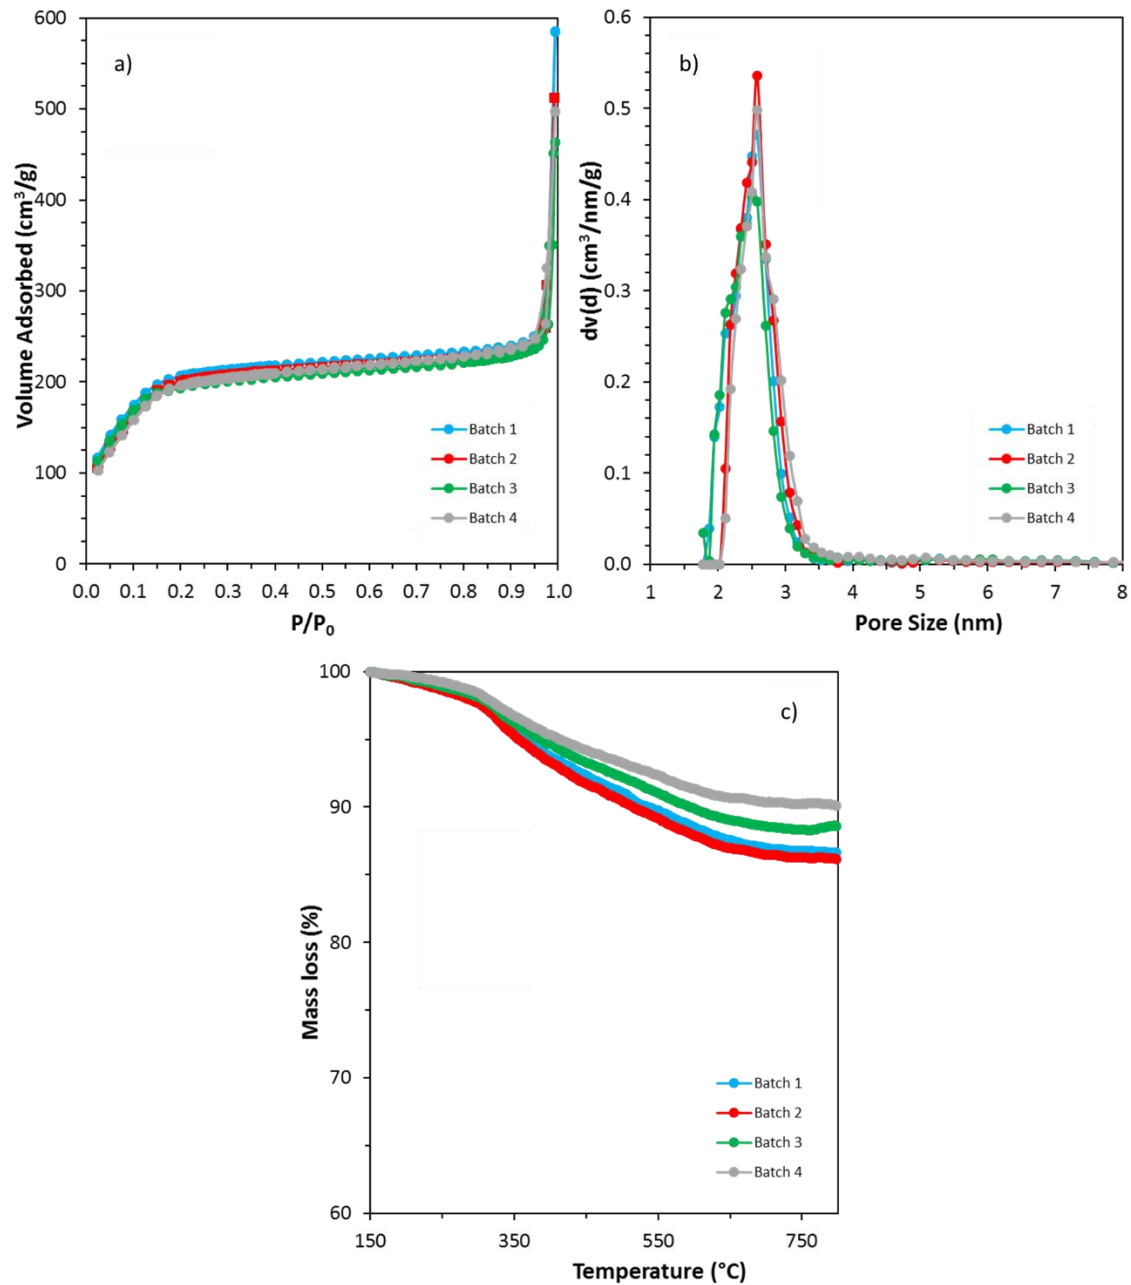 a)
600
500
400
300
200
100
0
Volume Adsorbed (cm³/g)
0.0 0.1 0.2 0.3 0.4 0.5 0.6 0.7 0.8 0.9 1.0
P/P₀
Batch 1
Batch 2
Batch 3
Batch 4
b)
0.6
0.5
0.4
0.3
0.2
0.1
0.0
dv(d) (cm³/nm/g)
1 2 3 4 5 6 7 8
Pore Size (nm)
Batch 1
Batch 2
Batch 3
Batch 4
c)
100
90
80
70
60
Mass loss (%)
150 350 550 750
Temperature (°C)
Batch 1
Batch 2
Batch 3
Batch 4